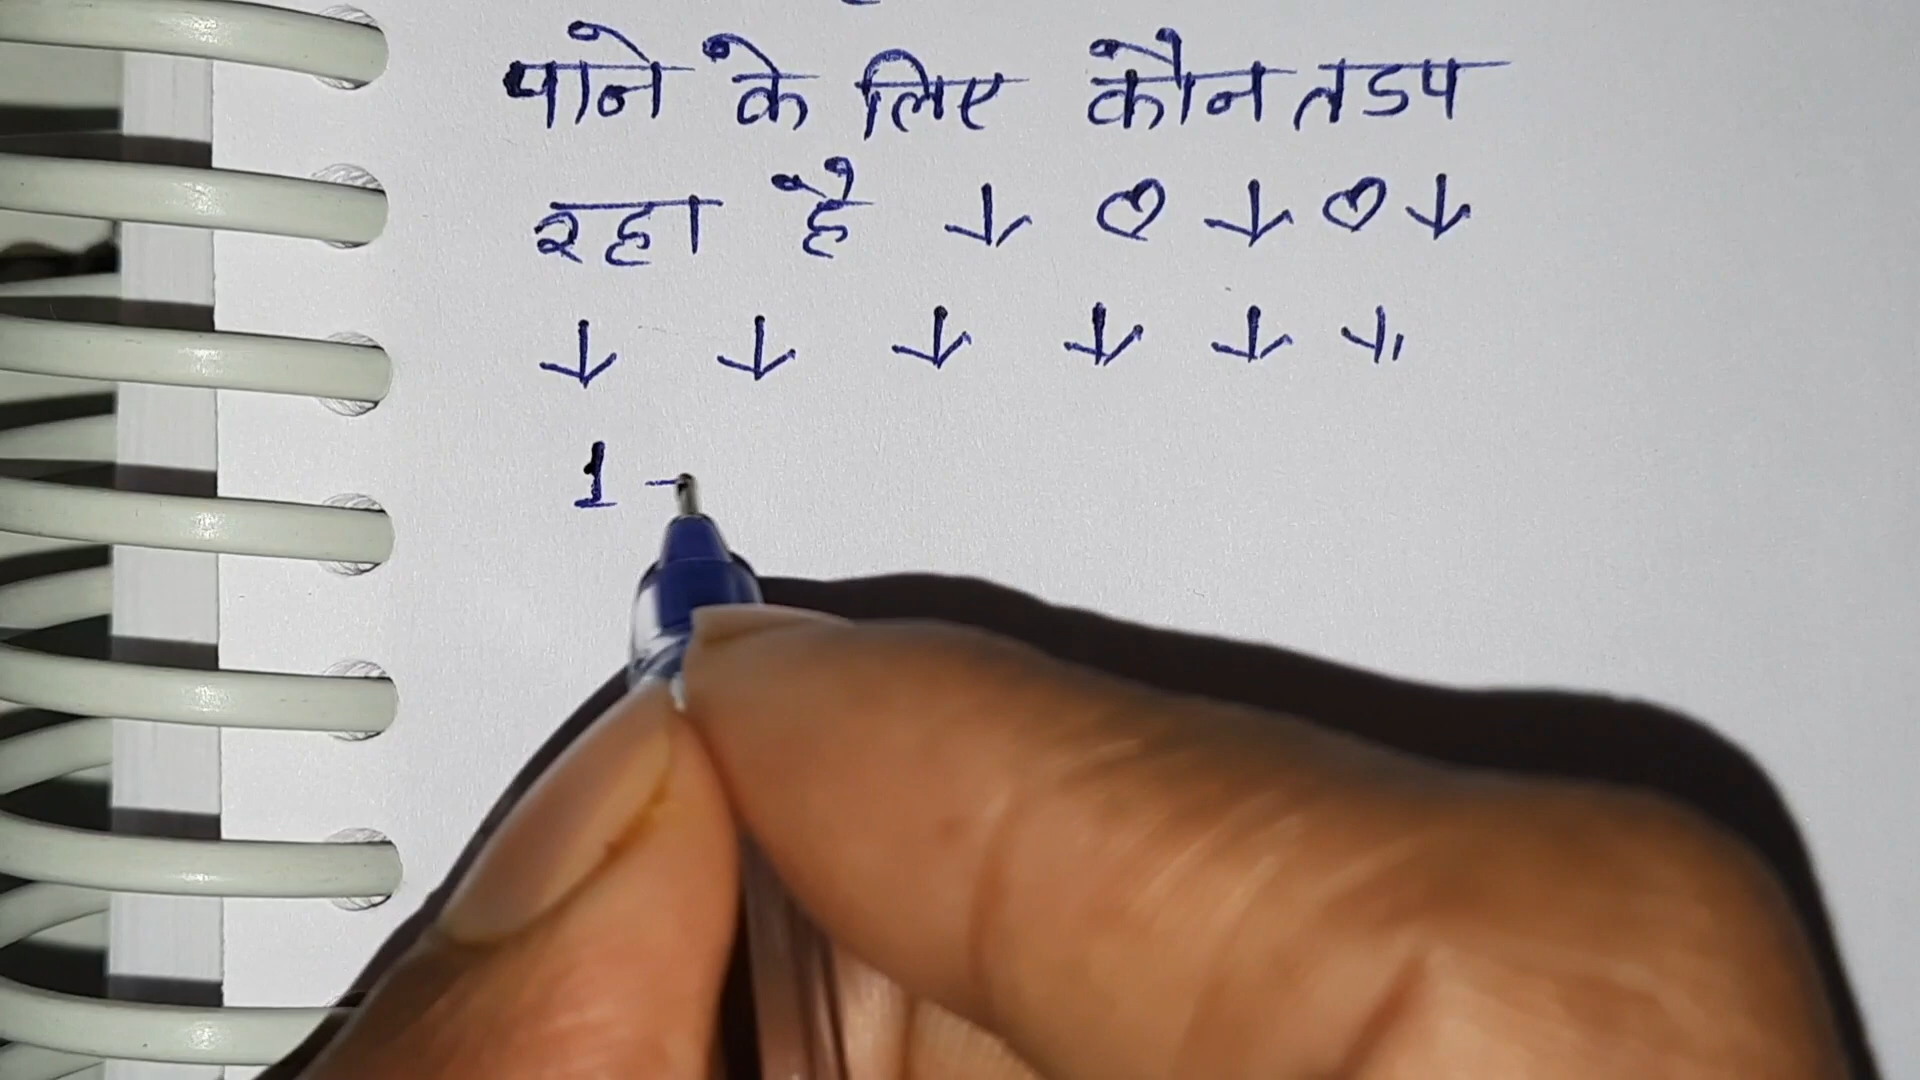 पाने के लिए कौन तडप
रहा है ↓ ♡ ↓ ♡ ↓
↓ ↓ ↓ ↓ ↓ ↓
1 -